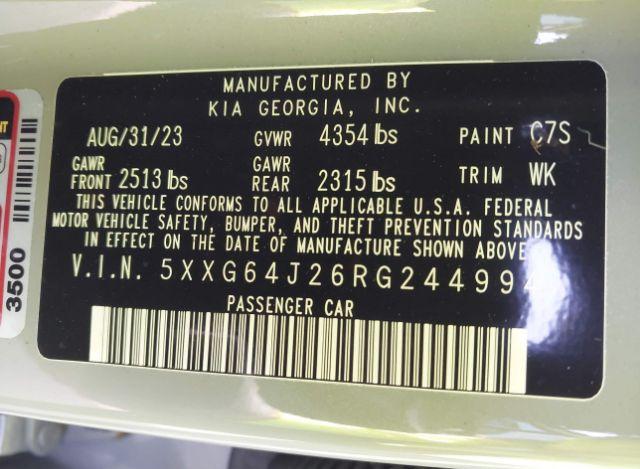 MANUFACTURED BY
KIA GEORGIA, INC.
AUG/31/23 GVWR 4354 lbs PAINT C7S
GAWR FRONT 2513 lbs GAWR REAR 2315 lbs TRIM WK
THIS VEHICLE CONFORMS TO ALL APPLICABLE U.S.A. FEDERAL
MOTOR VEHICLE SAFETY, BUMPER, AND THEFT PREVENTION STANDARDS
IN EFFECT ON THE DATE OF MANUFACTURE SHOWN ABOVE
V.I.N. 5XXG64J26RG244994
PASSENGER CAR
3500